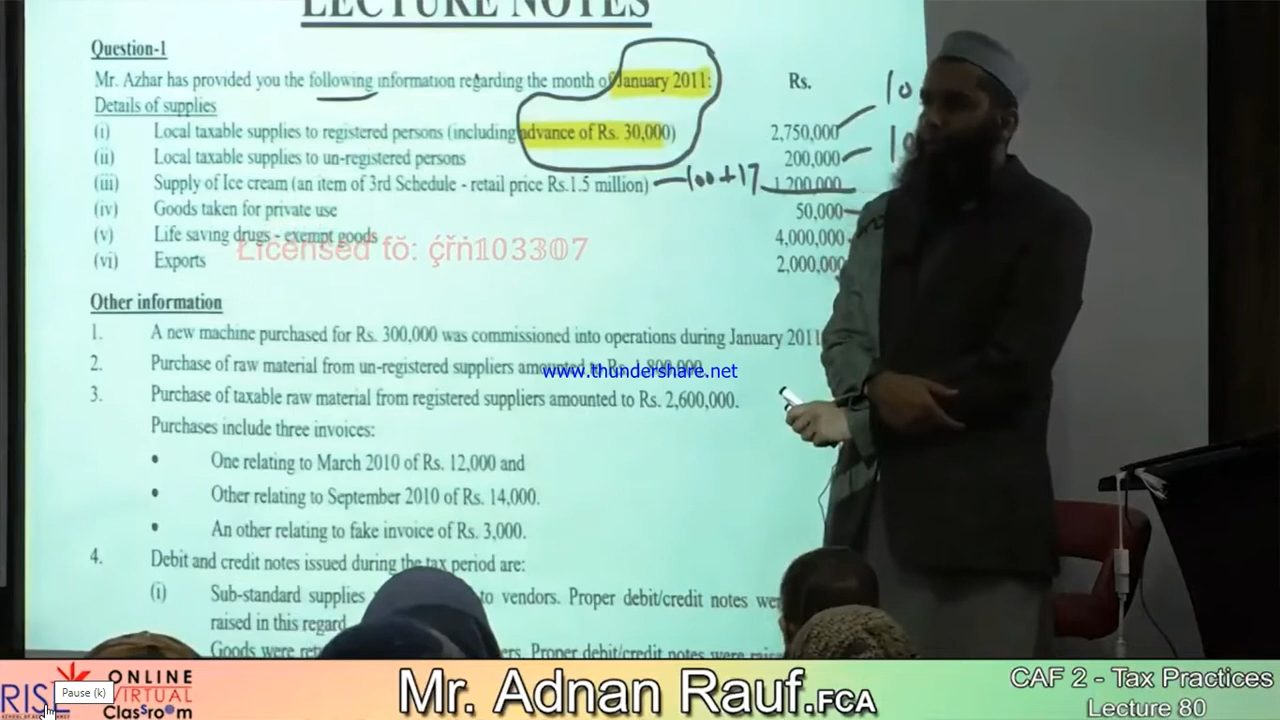 LECTURE NOTES
Question-1
Mr. Azhar has provided you the following information regarding the month of January 2011: Rs.
Details of supplies
(i) Local taxable supplies to registered persons (including advance of Rs. 30,000) 2,750,000
(ii) Local taxable supplies to un-registered persons 200,000
(iii) Supply of Ice cream (an item of 3rd Schedule - retail price Rs.1.5 million) 100+17 1,200,000
(iv) Goods taken for private use 50,000
(v) Life saving drugs - exempt goods 4,000,000
Licensed to: çřň103307
(vi) Exports 2,000,000
Other information
1. A new machine purchased for Rs. 300,000 was commissioned into operations during January 2011
2. Purchase of raw material from un-registered suppliers amounted to Rs. 1,800,000.
www.thundershare.net
3. Purchase of taxable raw material from registered suppliers amounted to Rs. 2,600,000.
Purchases include three invoices:
• One relating to March 2010 of Rs. 12,000 and
• Other relating to September 2010 of Rs. 14,000.
• An other relating to fake invoice of Rs. 3,000.
4. Debit and credit notes issued during the tax period are:
(i) Sub-standard supplies to vendors. Proper debit/credit notes
raised in this regard
Goods were Proper debit/credit notes were
RISE
ONLINE
VIRTUAL
Classroom
Pause (k)
Mr. Adnan Rauf.FCA
CAF 2 - Tax Practices
Lecture 80